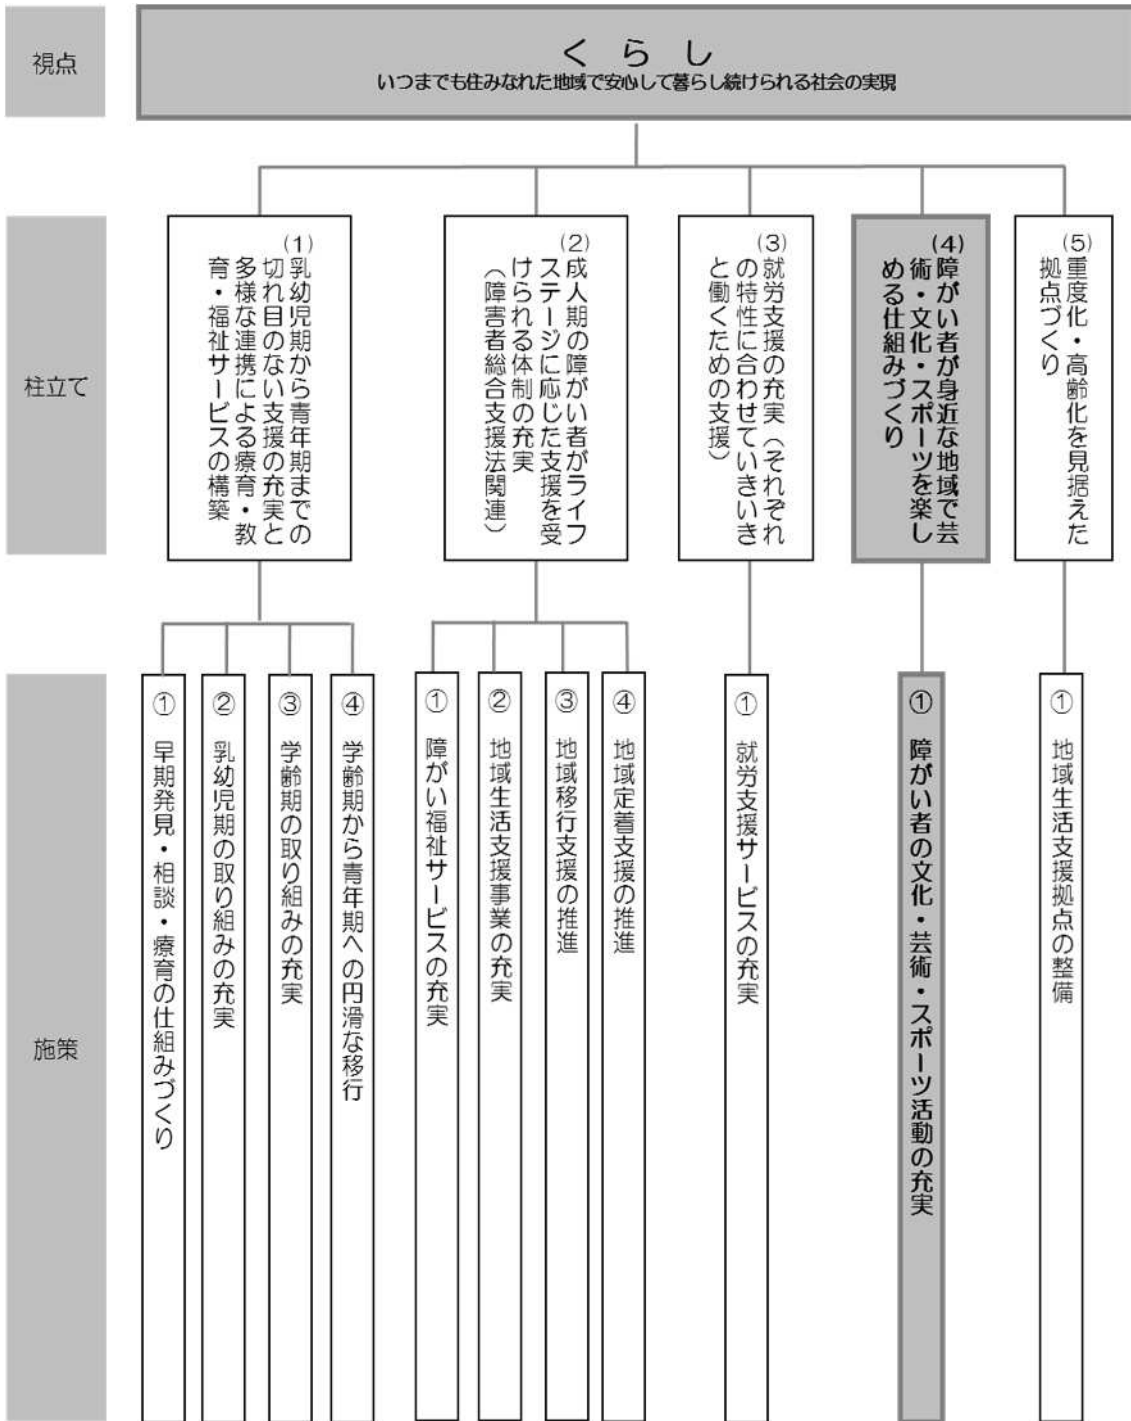 視点
くらし
いつまでも住みなれた地域で安心して暮らし続けられる社会の実現
柱立て
(1)乳幼児期から青年期までの
切れ目のない支援の充実と
多様な連携による療育・教
育・福祉サービスの構築
(2)成人期の障がい者がライフ
ステージに応じた支援を受
けられる体制の充実
（障害者総合支援法関連）
(3)就労支援の充実（それぞれ
の特性に合わせていきいき
と働くための支援）
(4)障がい者が身近な地域で芸
術・文化・スポーツを楽し
める仕組みづくり
(5)重度化・高齢化を見据えた
拠点づくり
施策
① 早期発見・相談・療育の仕組みづくり
② 乳幼児期の取り組みの充実
③ 学齢期の取り組みの充実
④ 学齢期から青年期への円滑な移行
① 障がい福祉サービスの充実
② 地域生活支援事業の充実
③ 地域移行支援の推進
④ 地域定着支援の推進
① 就労支援サービスの充実
① 障がい者の文化・芸術・スポーツ活動の充実
① 地域生活支援拠点の整備